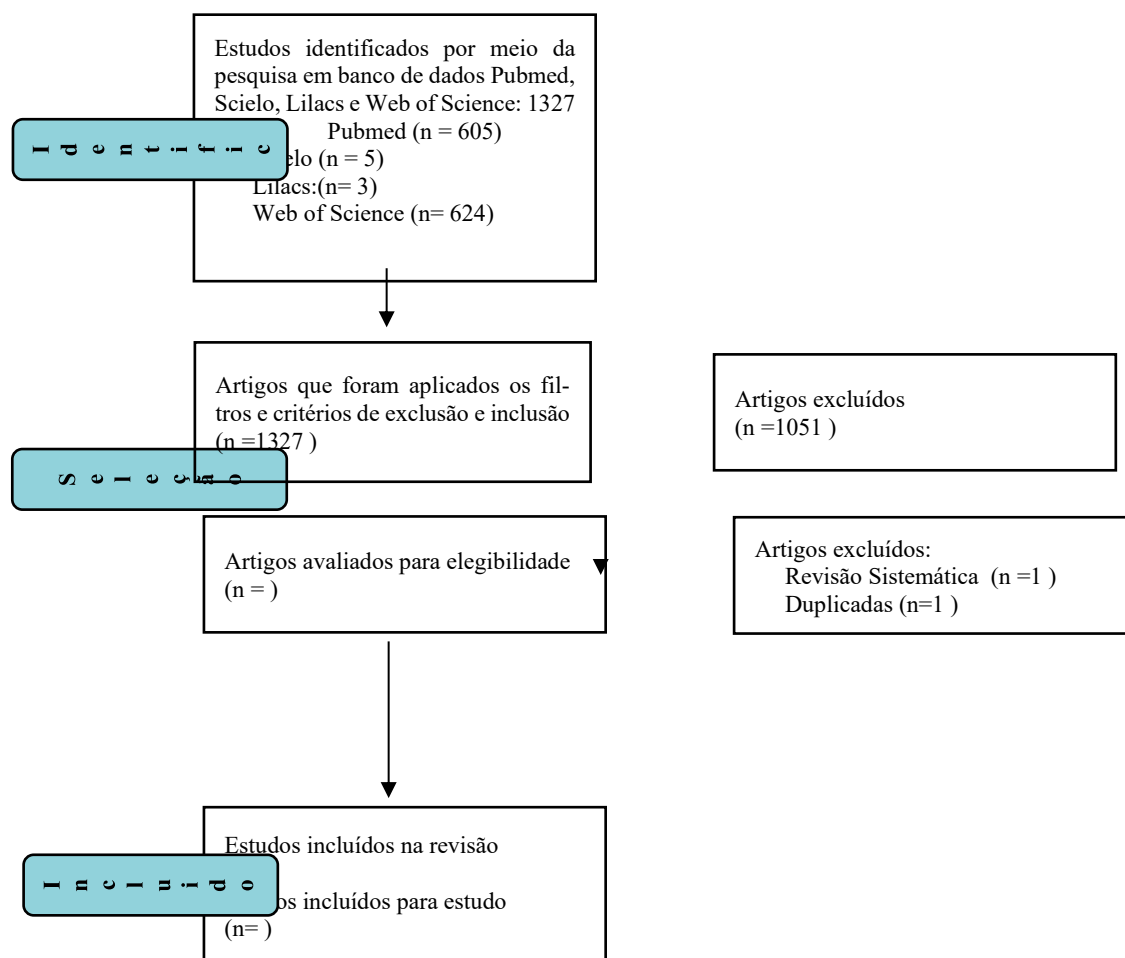 Estudos identificados por meio da
pesquisa em banco de dados Pubmed,
Scielo, Lilacs e Web of Science: 1327
Pubmed (n = 605)
elo (n = 5)
Lilacs:(n= 3)
Web of Science (n= 624)
Identific
Artigos que foram aplicados os fil-
tros e critérios de exclusão e inclusão
(n =1327 )
Artigos excluídos
(n =1051 )
Seleção
Artigos avaliados para elegibilidade
(n = )
Artigos excluídos:
Revisão Sistemática (n =1 )
Duplicadas (n=1 )
Estudos incluídos na revisão
os incluídos para estudo
(n= )
Incluido